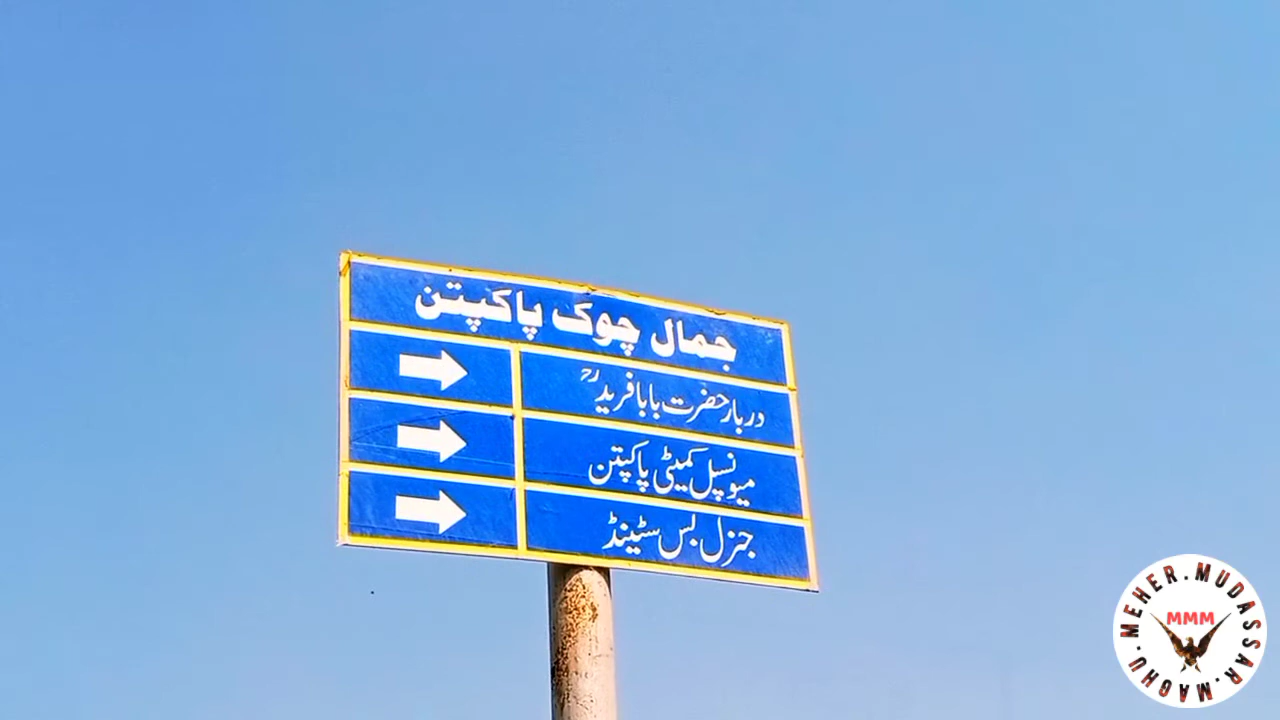 جمال چوک پاکپتن
دربار حضرت بابا فریدؒ
میونسپل کمیٹی پاکپتن
جنرل بس سٹینڈ
MEHER.MUDASSAR.MAGHU.
MMM